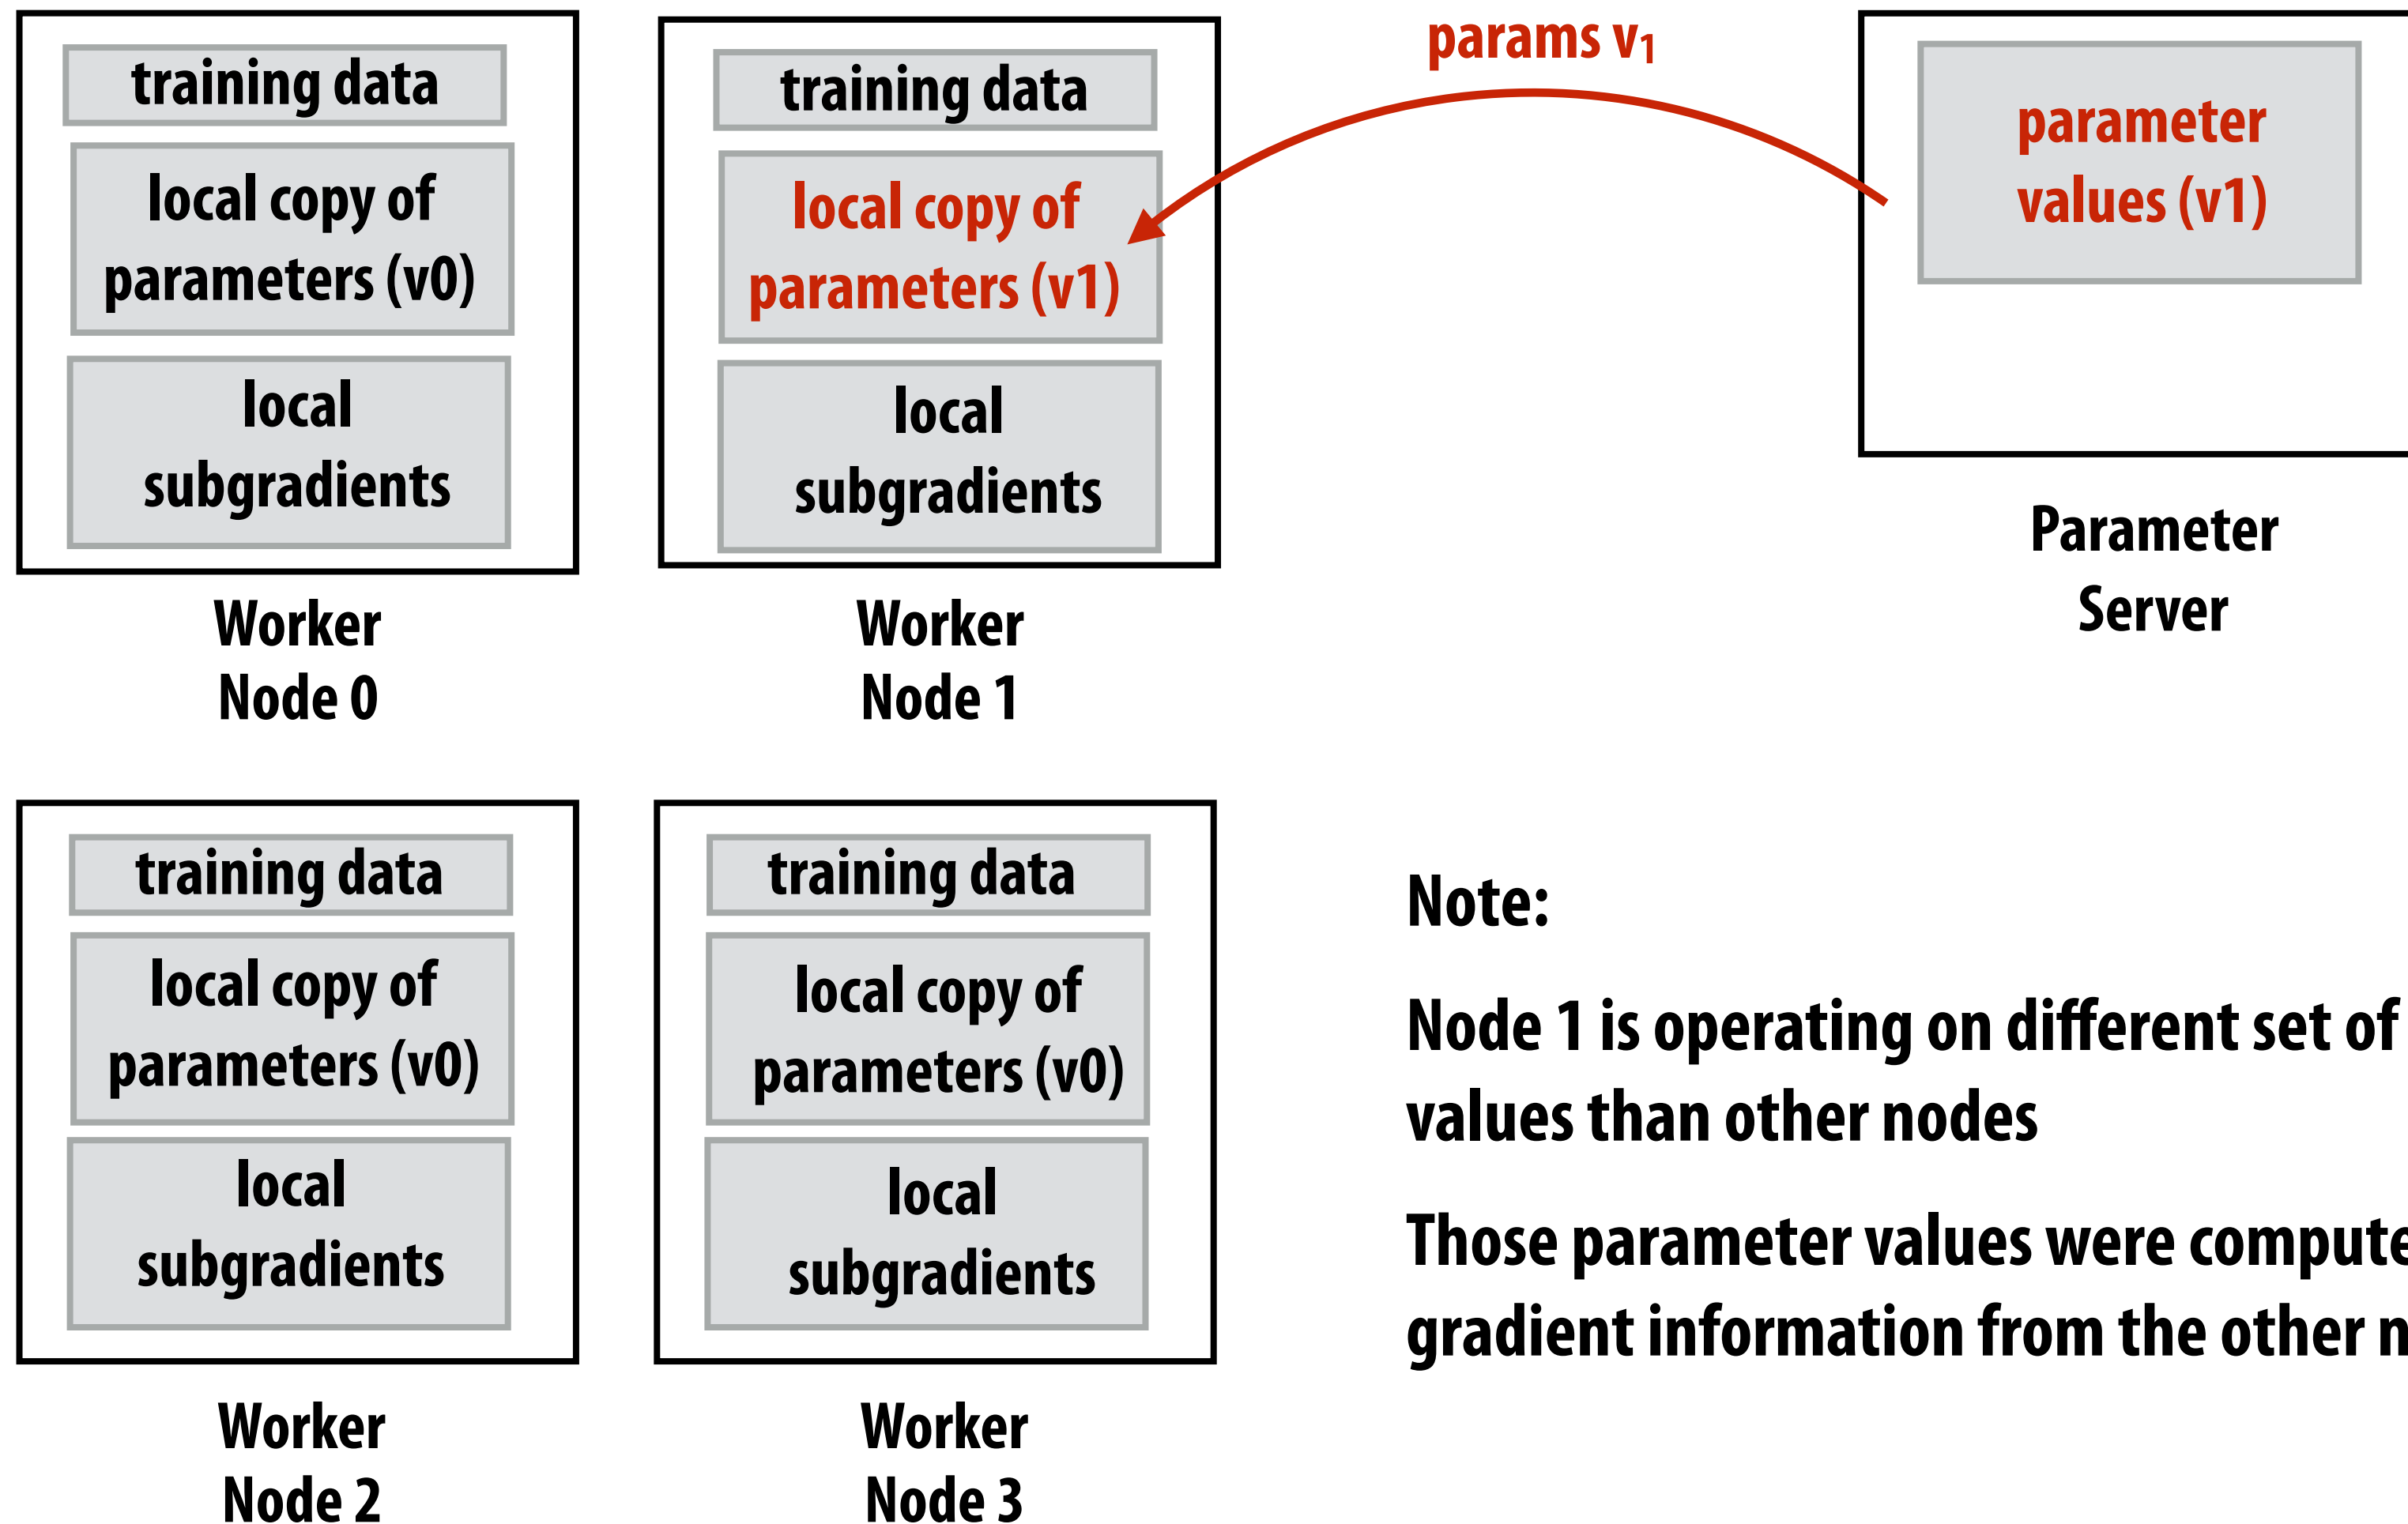 training data
local copy of
parameters (v0)
local
subgradients
Worker
Node 0
training data
local copy of
parameters (v1)
local
subgradients
Worker
Node 1
params v1
parameter
values (v1)
Parameter
Server
training data
local copy of
parameters (v0)
local
subgradients
Worker
Node 2
training data
local copy of
parameters (v0)
local
subgradients
Worker
Node 3
Note:
Node 1 is operating on different set of
values than other nodes
Those parameter values were
gradient information from the other